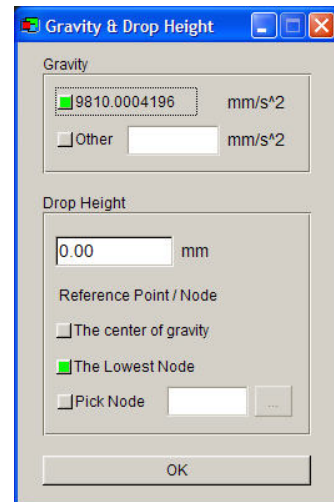 Gravity & Drop Height
Gravity
9810.0004196 mm/s^2
Other mm/s^2
Drop Height
0.00 mm
Reference Point / Node
The center of gravity
The Lowest Node
Pick Node ...
OK